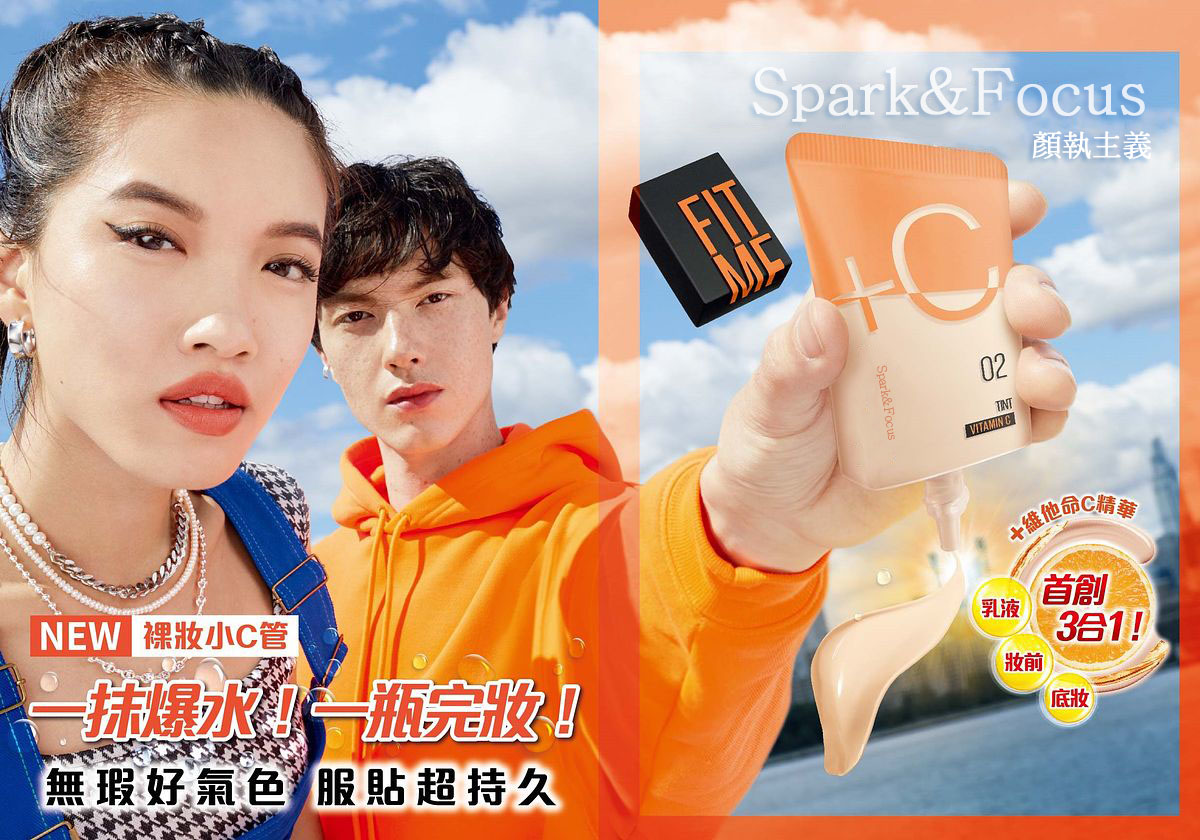 NEW 裸妝小C管
一抹爆水！一瓶完妝！
無瑕好氣色 服貼超持久
Spark&Focus
顏執主義
FIT
ME
+C
Spark&Focus
02
TINT
VITAMIN C
+維他命C精華
首創
3合1！
乳液
妝前
底妝